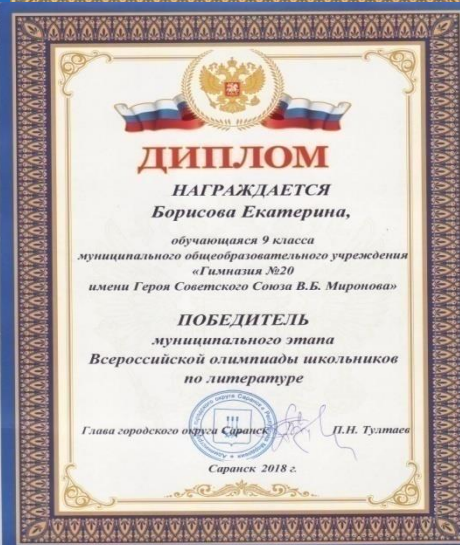 ДИПЛОМ
НАГРАЖДАЕТСЯ
Борисова Екатерина,
обучающаяся 9 класса
муниципального общеобразовательного учреждения
«Гимназия №20
имени Героя Советского Союза В.Б. Миронова»
ПОБЕДИТЕЛЬ
муниципального этапа
Всероссийской олимпиады школьников
по литературе
Глава городского округа Саранск П.Н. Тултаев
Саранск 2018 г.